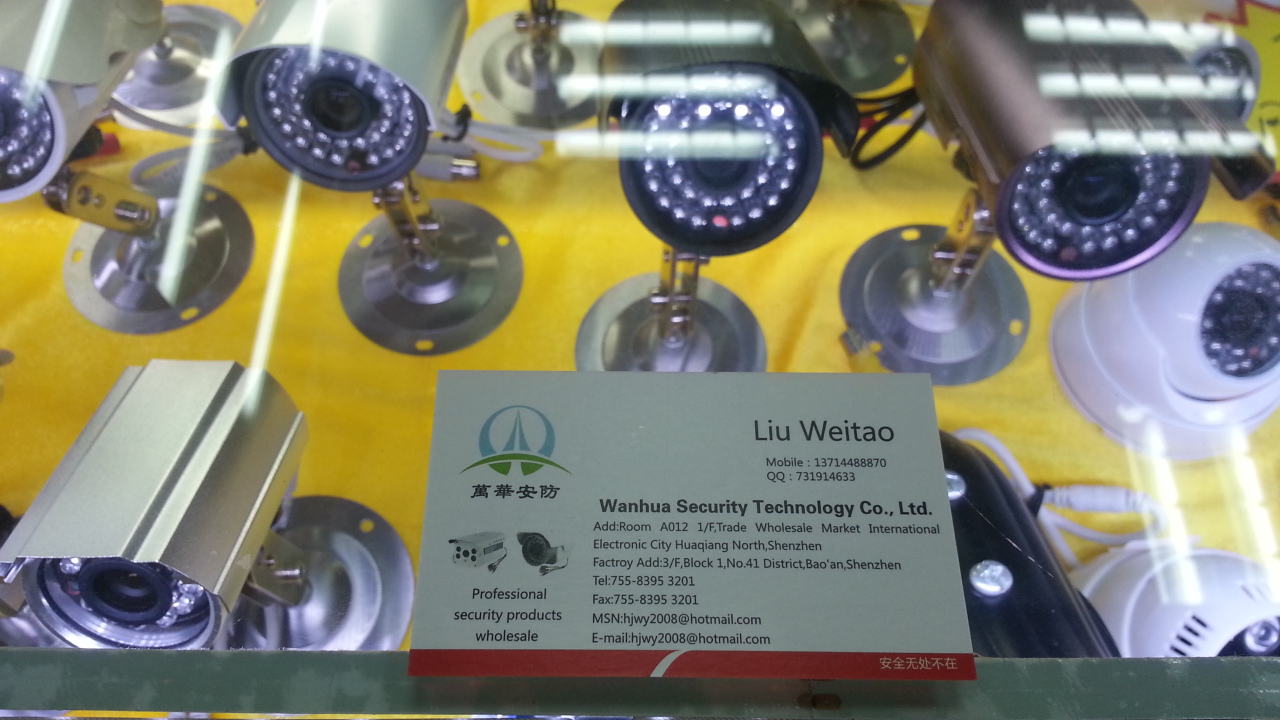 萬華安防
Professional
security products
wholesale
Liu Weitao
Mobile : 13714488870
QQ : 731914633
Wanhua Security Technology Co., Ltd.
Add:Room A012 1/F,Trade Wholesale Market International
Electronic City Huaqiang North,Shenzhen
Factroy Add:3/F,Block 1,No.41 District,Bao'an,Shenzhen
Tel:755-8395 3201
Fax:755-8395 3201
MSN:hjwy2008@hotmail.com
E-mail:hjwy2008@hotmail.com
安全无处不在